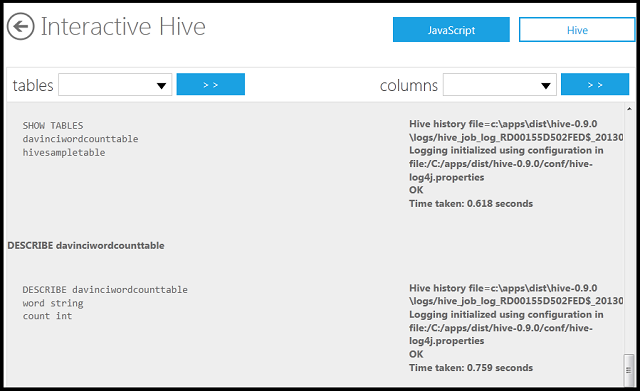 Interactive Hive
JavaScript
Hive
tables
> >
columns
> >
SHOW TABLES
davinciwordcounttable
hivesampletable
Hive history file=c:\apps\dist\hive-0.9.0
\logs/hive_job_log_RD00155D502FED$_20130
Logging initialized using configuration in
file:/C:/apps/dist/hive-0.9.0/conf/hive-
log4j.properties
OK
Time taken: 0.618 seconds
DESCRIBE davinciwordcounttable
DESCRIBE davinciwordcounttable
word string
count int
Hive history file=c:\apps\dist\hive-0.9.0
\logs/hive_job_log_RD00155D502FED$_20130
Logging initialized using configuration in
file:/C:/apps/dist/hive-0.9.0/conf/hive-
log4j.properties
OK
Time taken: 0.759 seconds